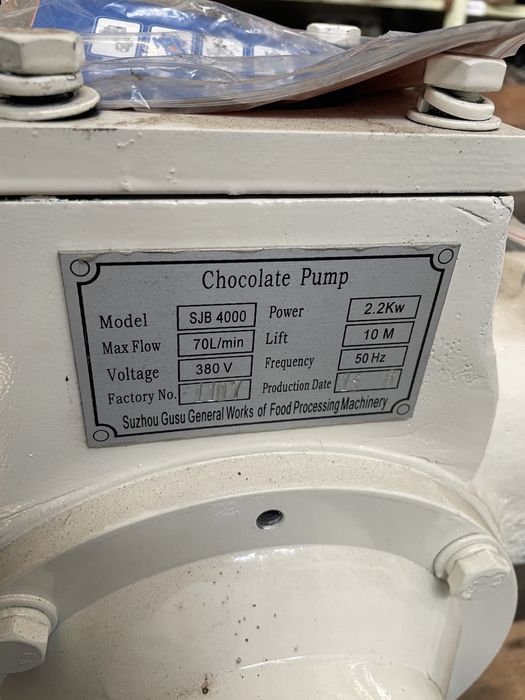 Chocolate Pump
Model SJB 4000 Power 2.2Kw
Max Flow 70L/min Lift 10 M
Voltage 380 V Frequency 50 Hz
Factory No. Production Date
Suzhou Gusu General Works of Food Processing Machinery